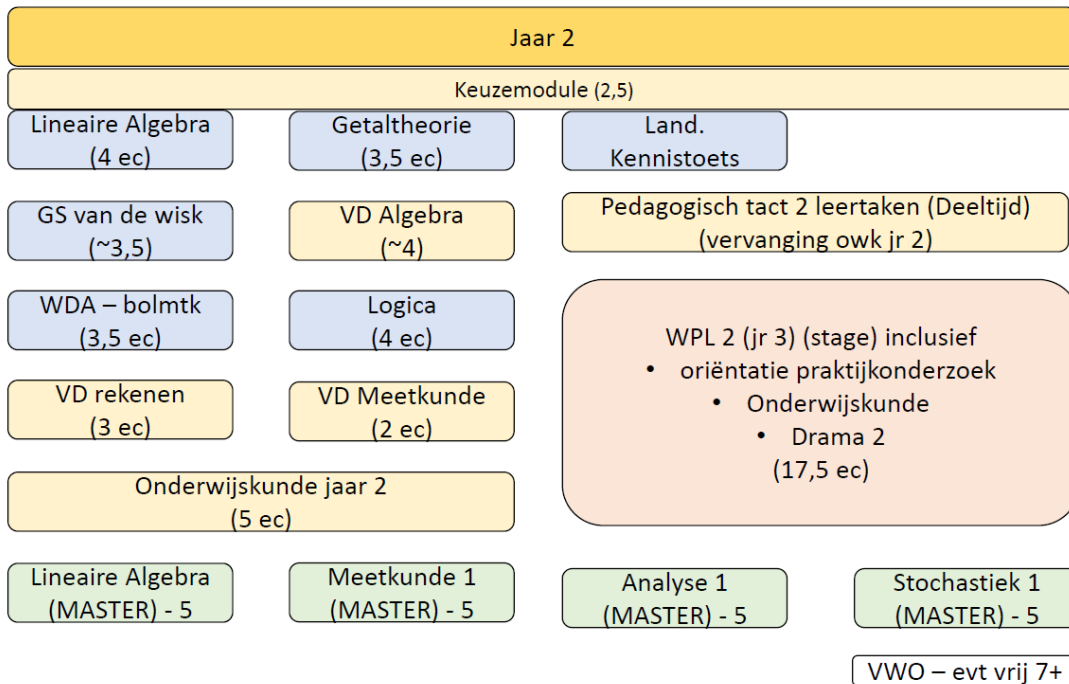 Jaar 2
Keuzemodule (2,5)
Lineaire Algebra
(4 ec)
Getaltheorie
(3,5 ec)
Land.
Kennistoets
GS van de wisk
(~3,5)
VD Algebra
(~4)
Pedagogisch tact 2 leertaken (Deeltijd)
(vervanging owk jr 2)
WDA – bolmtk
(3,5 ec)
Logica
(4 ec)
WPL 2 (jr 3) (stage) inclusief
• oriëntatie praktijkonderzoek
• Onderwijskunde
• Drama 2
(17,5 ec)
VD rekenen
(3 ec)
VD Meetkunde
(2 ec)
Onderwijskunde jaar 2
(5 ec)
Lineaire Algebra
(MASTER) - 5
Meetkunde 1
(MASTER) - 5
Analyse 1
(MASTER) - 5
Stochastiek 1
(MASTER) - 5
VWO – evt vrij 7+